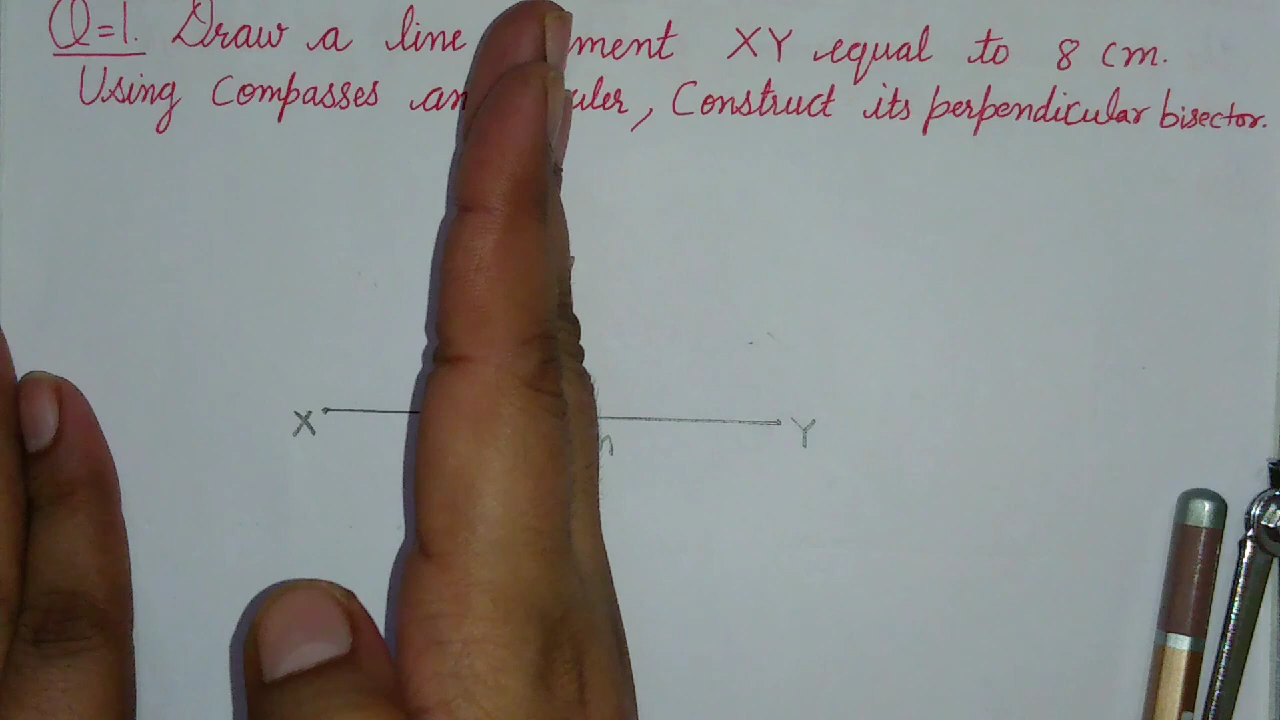 Q=1. Draw a line ment XY equal to 8 cm.
Using Compasses an uler, Construct its perpendicular bisector.
X Y